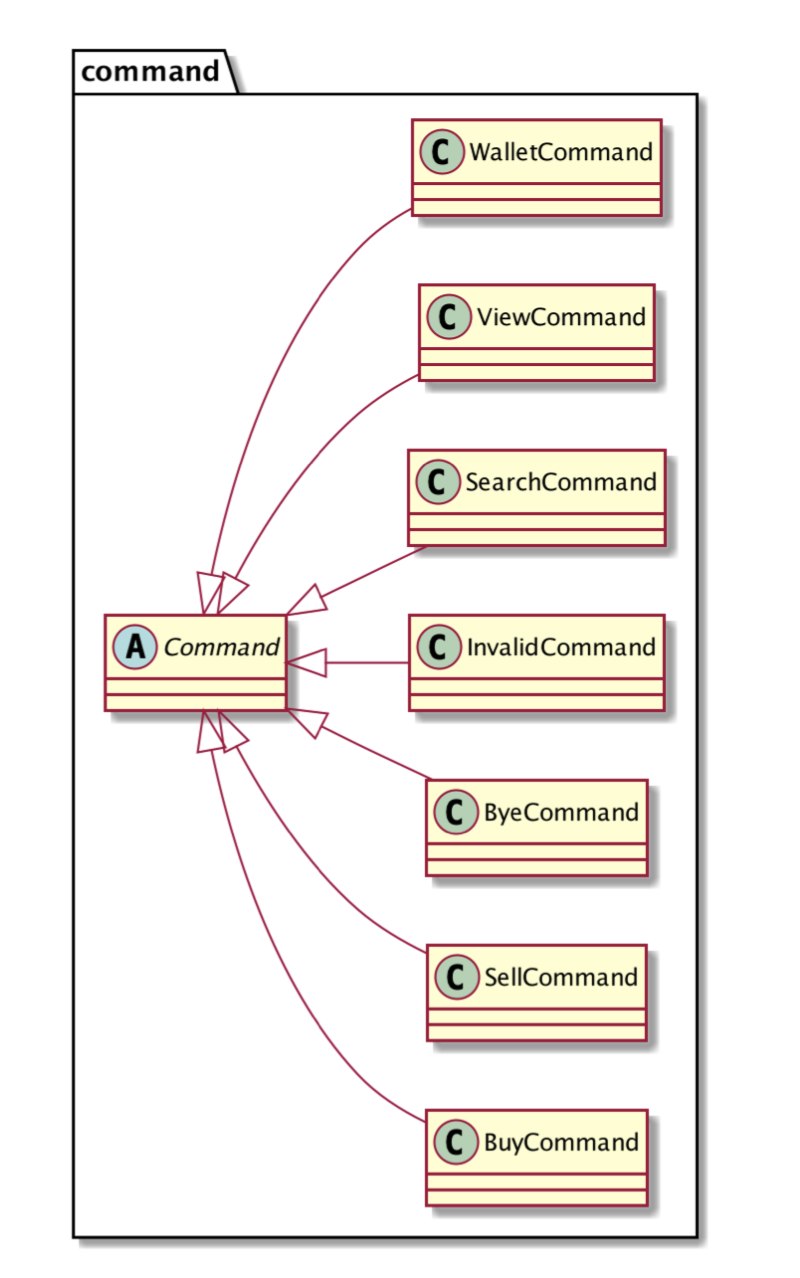 command
C WalletCommand
C ViewCommand
C SearchCommand
A Command
C InvalidCommand
C ByeCommand
C SellCommand
C BuyCommand